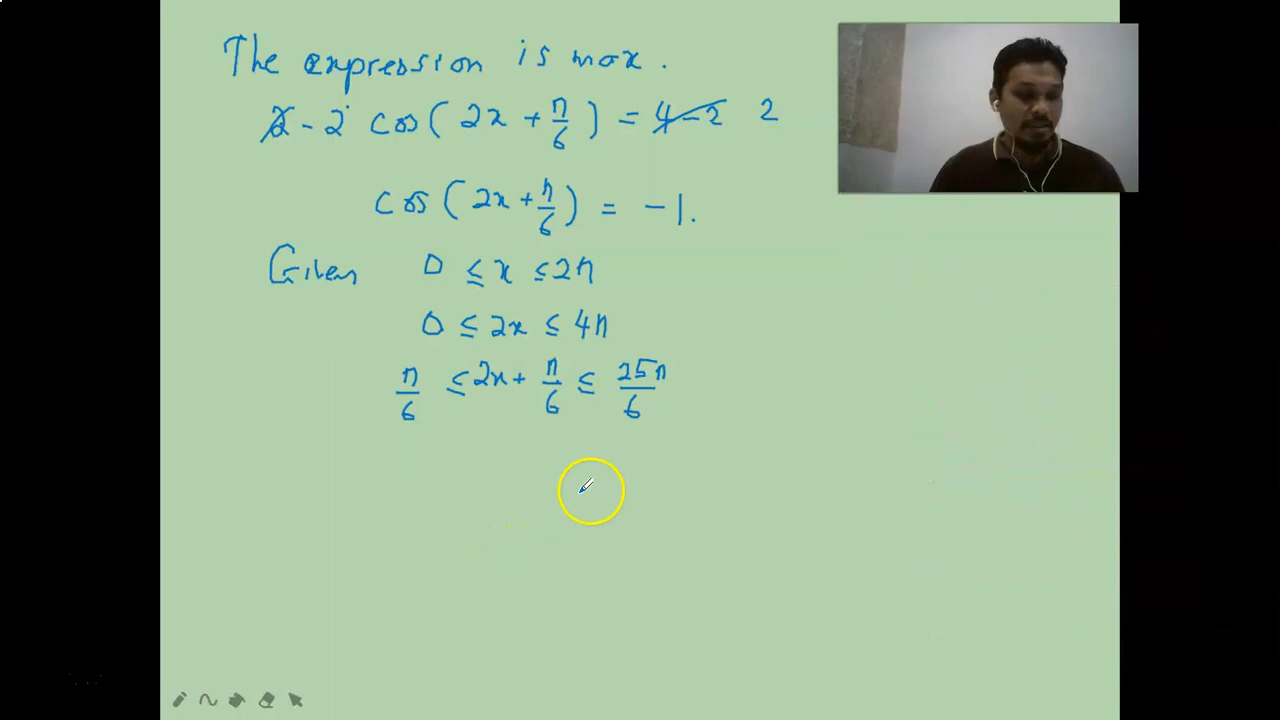 The expression is max.
2 - 2 cos(2x + π/6) = 4 - 2 2
cos(2x + π/6) = -1.
Given 0 ≤ x ≤ 2π
0 ≤ 2x ≤ 4π
π/6 ≤ 2x + π/6 ≤ 25π/6